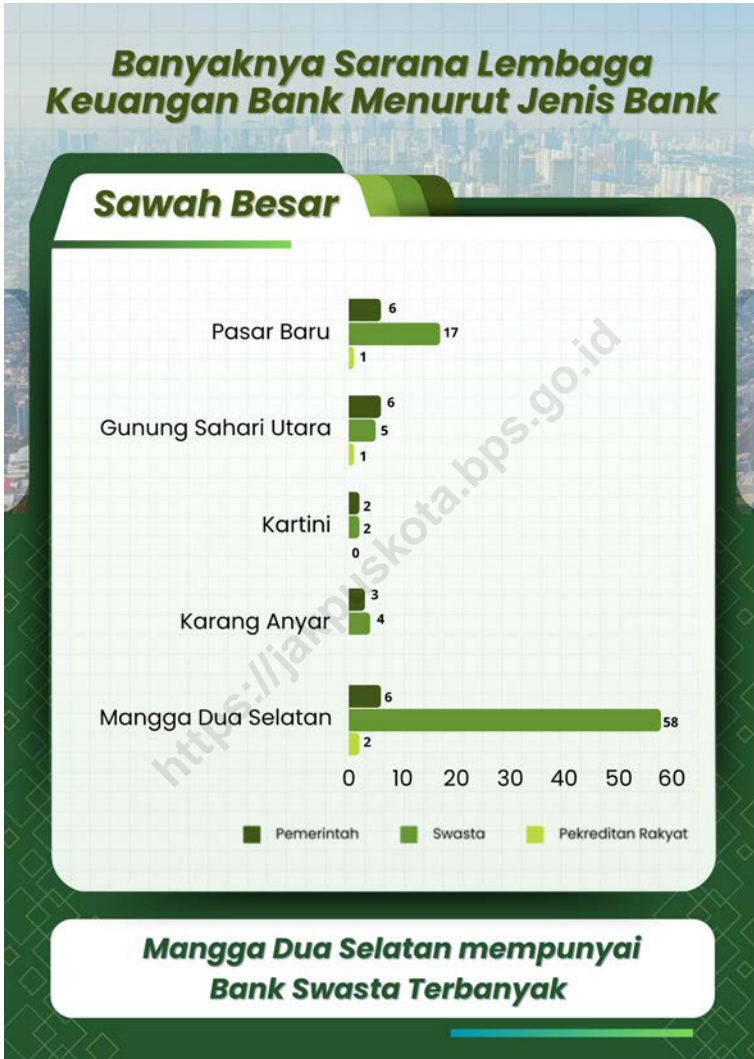 Banyaknya Sarana Lembaga
Keuangan Bank Menurut Jenis Bank
Sawah Besar
Pasar Baru
6
17
1
Gunung Sahari Utara
6
5
1
Kartini
2
2
0
Karang Anyar
3
4
Mangga Dua Selatan
6
58
2
0 10 20 30 40 50 60
Pemerintah Swasta Pekreditan Rakyat
https://jakpuskota.bps.go.id
Mangga Dua Selatan mempunyai
Bank Swasta Terbanyak